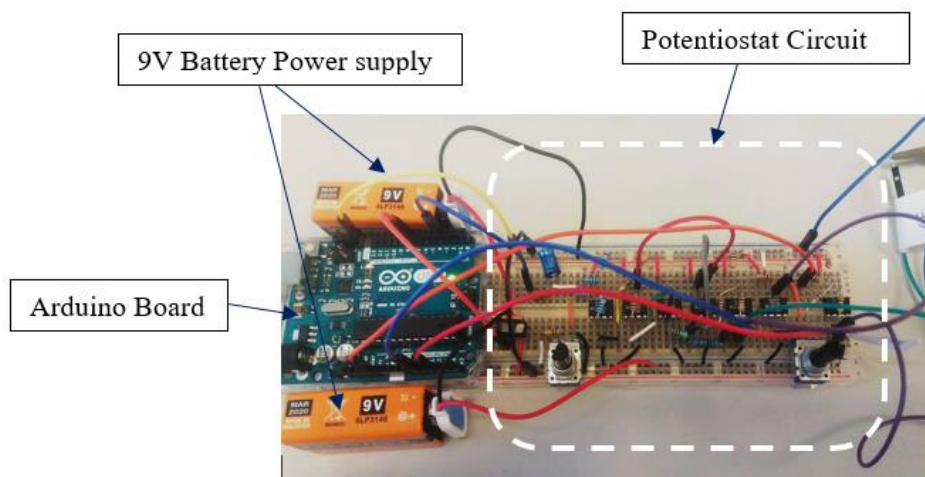 Potentiostat Circuit
9V Battery Power supply
Arduino Board
MAR
2020
9V
6LP3146
ARDUINO
MAR
2020
9V
6LP3146